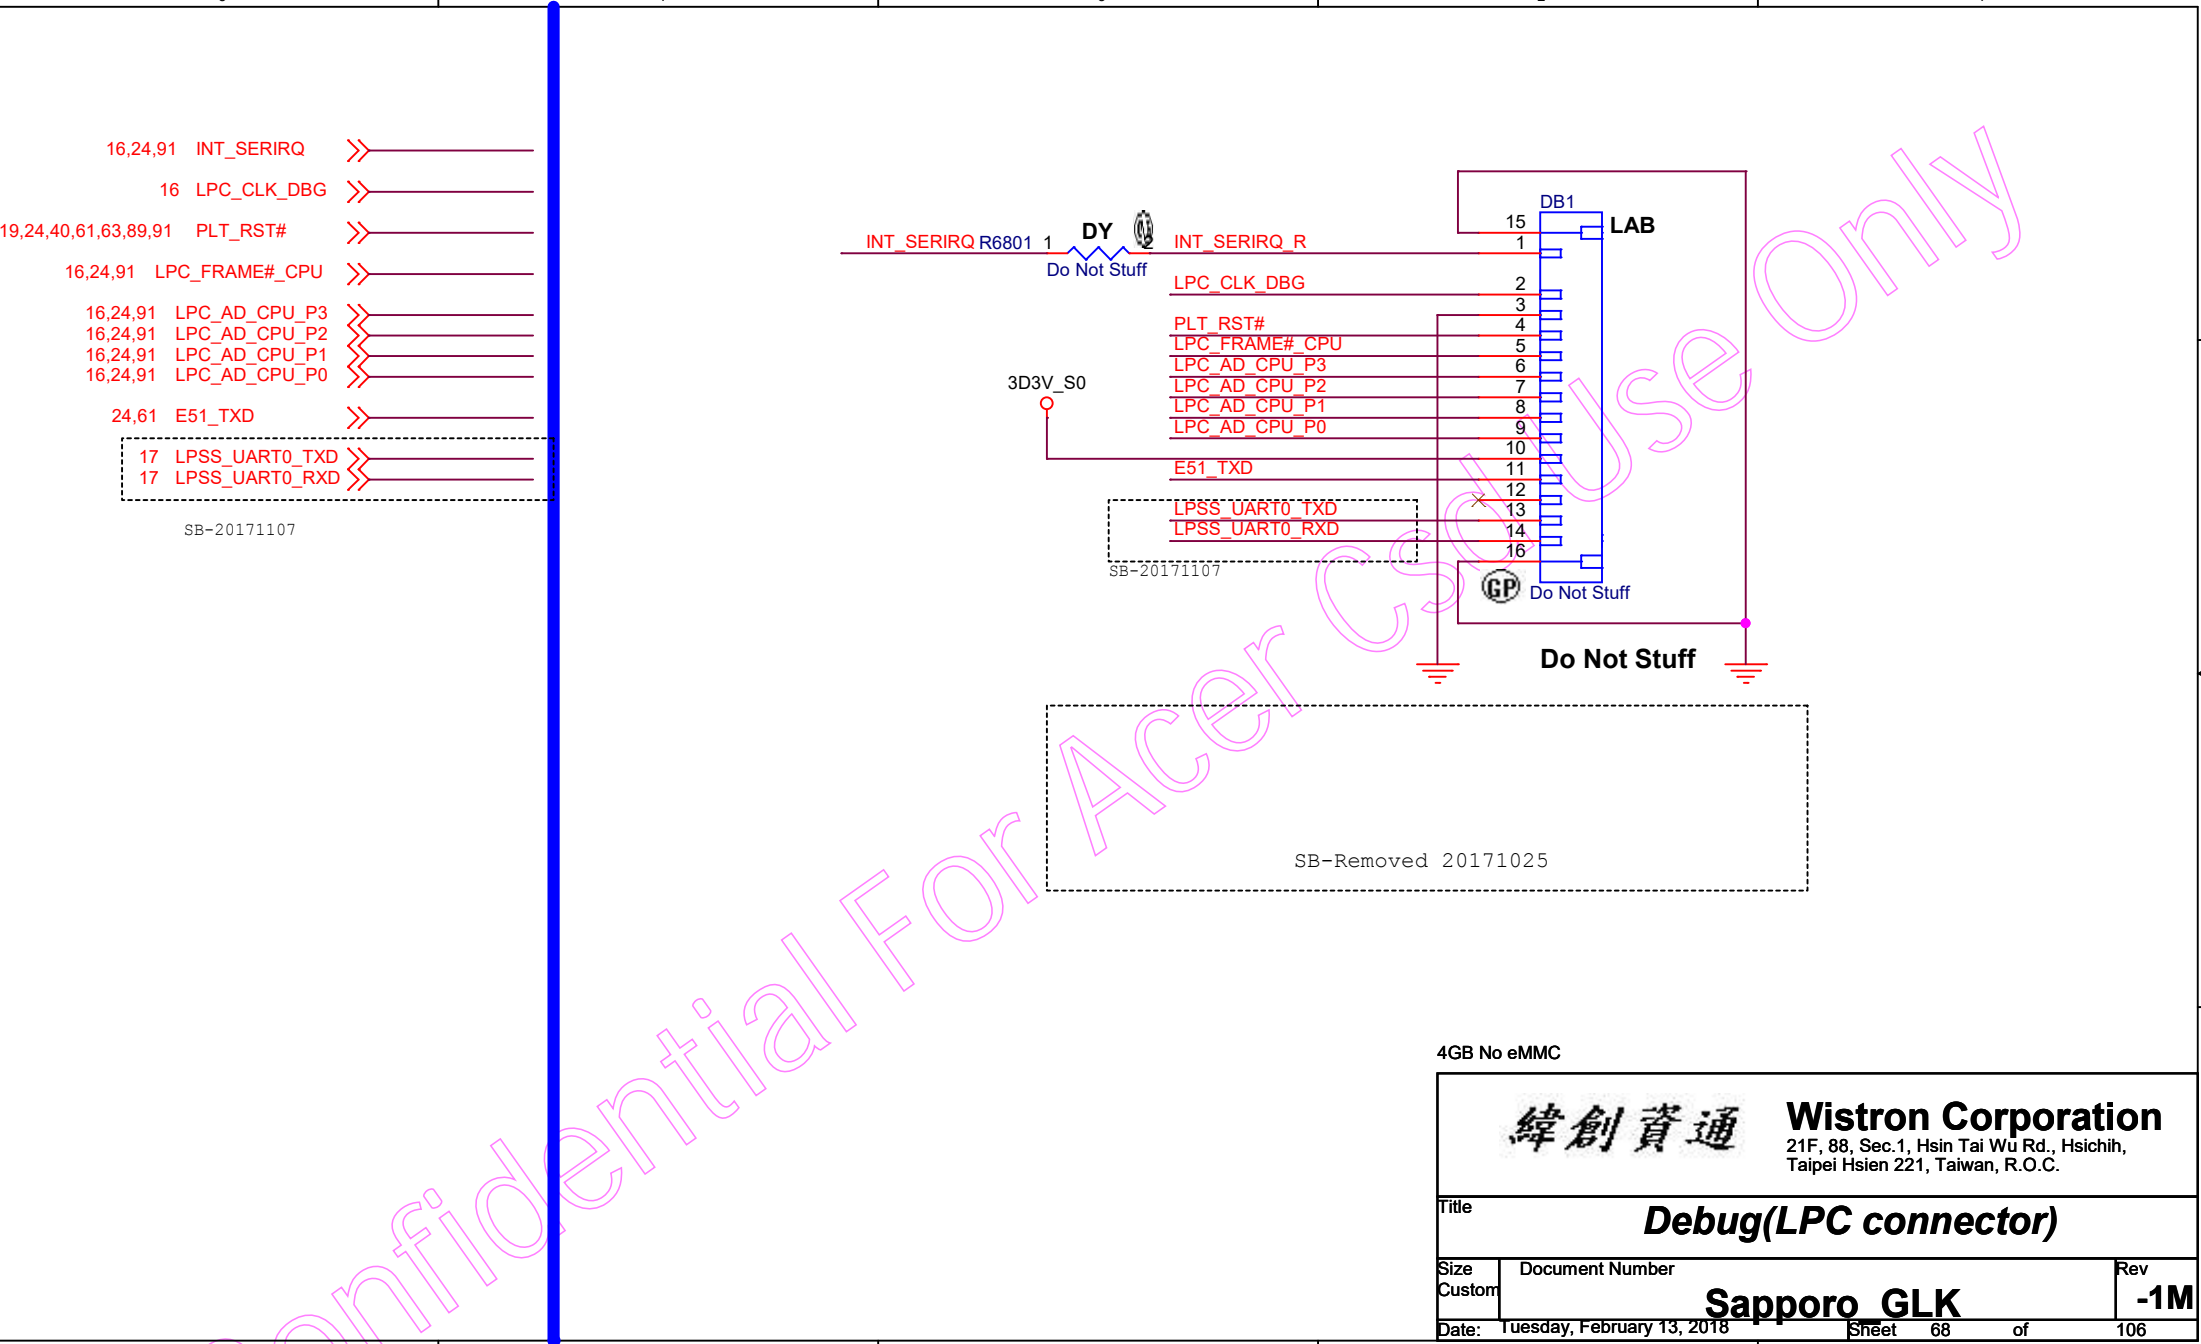 16,24,91 INT_SERIRQ
16 LPC_CLK_DBG
19,24,40,61,63,89,91 PLT_RST#
16,24,91 LPC_FRAME#_CPU
16,24,91 LPC_AD_CPU_P3
16,24,91 LPC_AD_CPU_P2
16,24,91 LPC_AD_CPU_P1
16,24,91 LPC_AD_CPU_P0
24,61 E51_TXD
17 LPSS_UART0_TXD
17 LPSS_UART0_RXD
SB-20171107
DB1
15 LAB
DY
INT_SERIRQ R6801 1 2 INT_SERIRQ_R 1
Do Not Stuff
LPC_CLK_DBG 2
3
PLT_RST# 4
LPC_FRAME#_CPU 5
LPC_AD_CPU_P3 6
LPC_AD_CPU_P2 7
LPC_AD_CPU_P1 8
LPC_AD_CPU_P0 9
3D3V_S0
10
E51_TXD 11
12
LPSS_UART0_TXD 13
LPSS_UART0_RXD 14
16
SB-20171107
GP Do Not Stuff
Do Not Stuff
SB-Removed 20171025
onfidential For Acer Csd Use Only
4GB No eMMC
緯創資通
Wistron Corporation
21F, 88, Sec.1, Hsin Tai Wu Rd., Hsichih,
Taipei Hsien 221, Taiwan, R.O.C.
Title
Debug(LPC connector)
Size Document Number Rev
Custom
Sapporo_GLK -1M
Date: Tuesday, February 13, 2018 Sheet 68 of 106